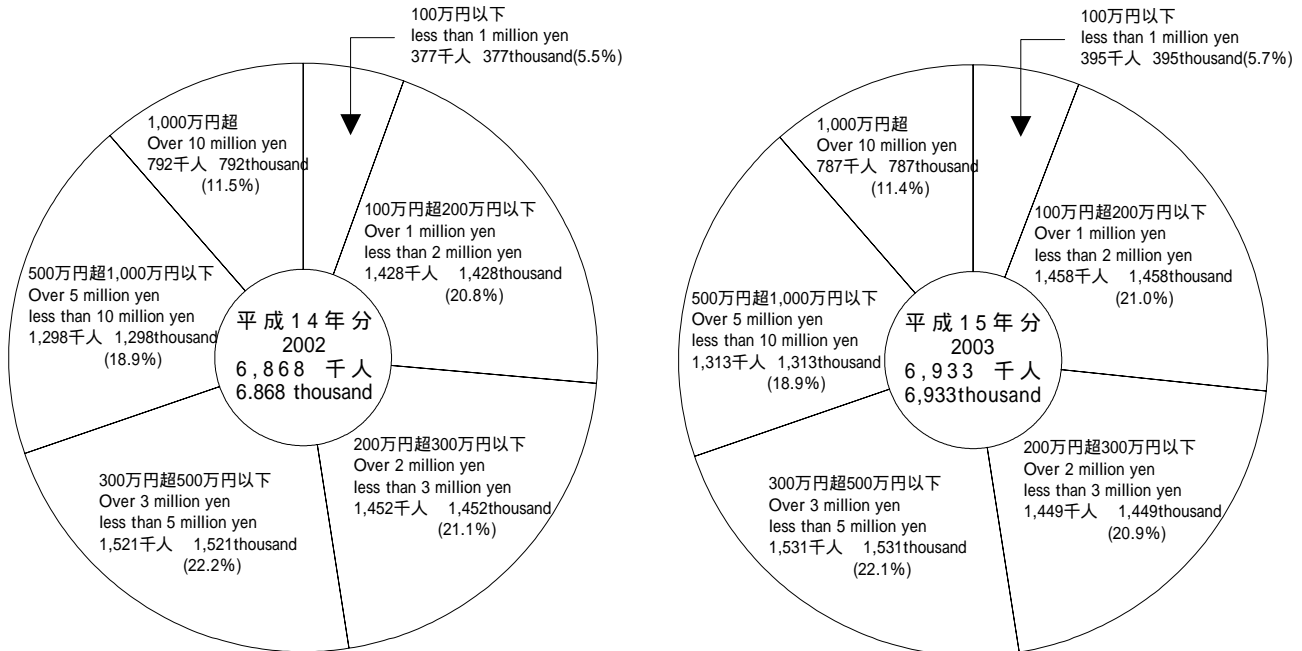 100万円以下
less than 1 million yen
377千人 377thousand(5.5%)
1,000万円超
Over 10 million yen
792千人 792thousand
(11.5%)
100万円超200万円以下
Over 1 million yen
less than 2 million yen
1,428千人 1,428thousand
(20.8%)
500万円超1,000万円以下
Over 5 million yen
less than 10 million yen
1,298千人 1,298thousand
(18.9%)
平成14年分
2002
6,868 千人
6.868 thousand
200万円超300万円以下
Over 2 million yen
less than 3 million yen
1,452千人 1,452thousand
(21.1%)
300万円超500万円以下
Over 3 million yen
less than 5 million yen
1,521千人 1,521thousand
(22.2%)
100万円以下
less than 1 million yen
395千人 395thousand(5.7%)
1,000万円超
Over 10 million yen
787千人 787thousand
(11.4%)
100万円超200万円以下
Over 1 million yen
less than 2 million yen
1,458千人 1,458thousand
(21.0%)
500万円超1,000万円以下
Over 5 million yen
less than 10 million yen
1,313千人 1,313thousand
(18.9%)
平成15年分
2003
6,933 千人
6,933thousand
200万円超300万円以下
Over 2 million yen
less than 3 million yen
1,449千人 1,449thousand
(20.9%)
300万円超500万円以下
Over 3 million yen
less than 5 million yen
1,531千人 1,531thousand
(22.1%)